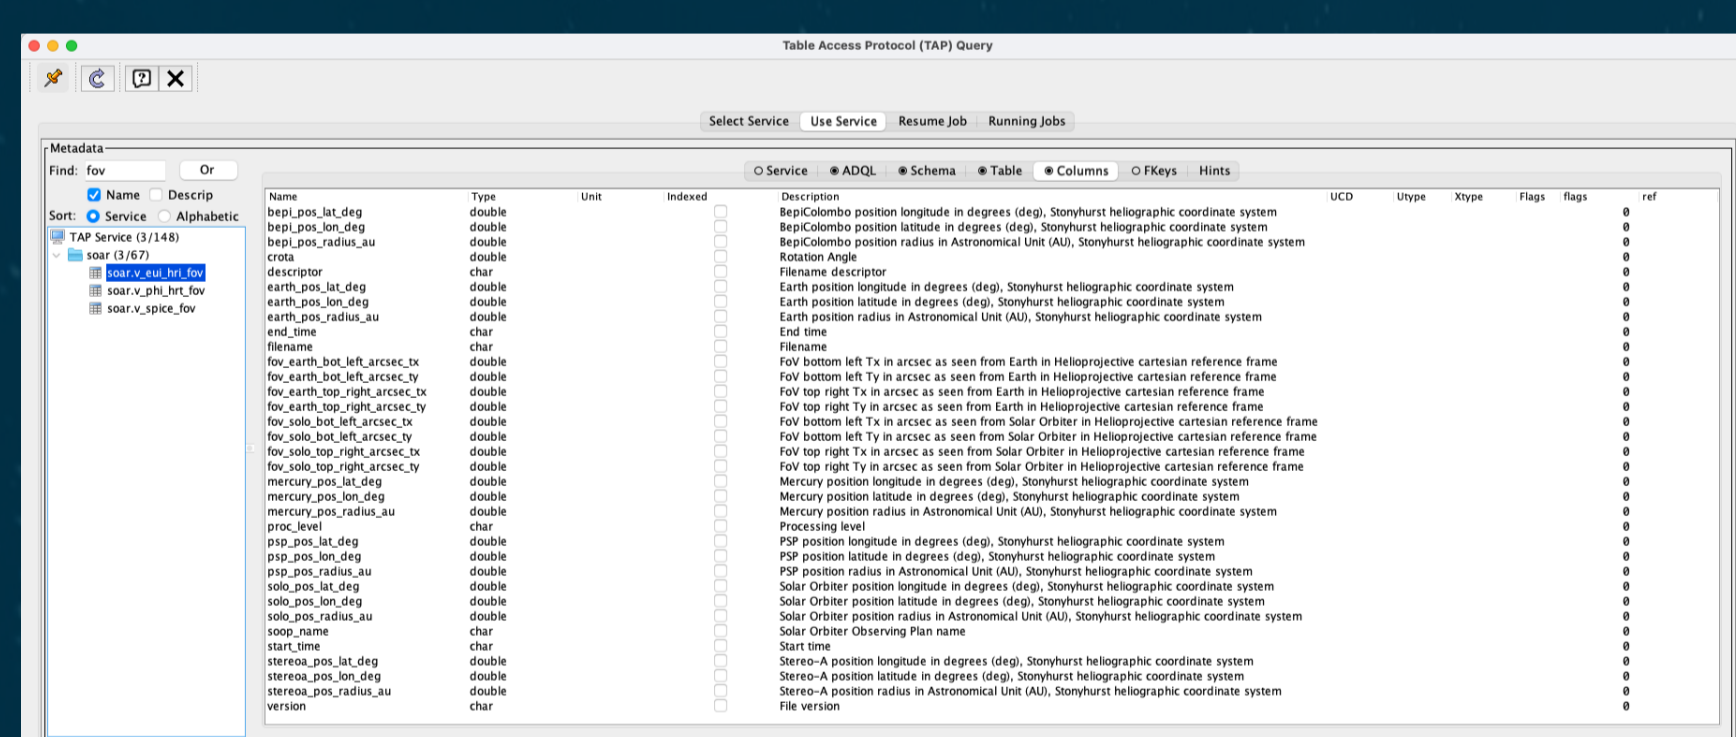 Table Access Protocol (TAP) Query
Select Service Use Service Resume Job Running Jobs
Metadata
Find: fov Or
Name Descrip
Sort: Service Alphabetic
TAP Service (3/148)
soar (3/67)
soar.v_eui_hri_fov
soar.v_phi_hrt_fov
soar.v_spice_fov
Service ADQL Schema Table Columns FKeys Hints
Name Type Unit Indexed Description UCD Utype Xtype Flags flags ref
bepi_pos_lat_deg double BepiColombo position longitude in degrees (deg), Stonyhurst heliographic coordinate system 0
bepi_pos_lon_deg double BepiColombo position latitude in degrees (deg), Stonyhurst heliographic coordinate system 0
bepi_pos_radius_au double BepiColombo position radius in Astronomical Unit (AU), Stonyhurst heliographic coordinate system 0
crota double Rotation Angle 0
descriptor char Filename descriptor 0
earth_pos_lat_deg double Earth position longitude in degrees (deg), Stonyhurst heliographic coordinate system 0
earth_pos_lon_deg double Earth position latitude in degrees (deg), Stonyhurst heliographic coordinate system 0
earth_pos_radius_au double Earth position radius in Astronomical Unit (AU), Stonyhurst heliographic coordinate system 0
end_time char End time 0
filename char Filename 0
fov_earth_bot_left_arcsec_tx double FoV bottom left Tx in arcsec as seen from Earth in Helioprojective cartesian reference frame 0
fov_earth_bot_left_arcsec_ty double FoV bottom left Ty in arcsec as seen from Earth in Helioprojective cartesian reference frame 0
fov_earth_top_right_arcsec_tx double FoV top right Tx in arcsec as seen from Earth in Helioprojective cartesian reference frame 0
fov_earth_top_right_arcsec_ty double FoV top right Ty in arcsec as seen from Earth in Helioprojective cartesian reference frame 0
fov_solo_bot_left_arcsec_tx double FoV bottom left Tx in arcsec as seen from Solar Orbiter in Helioprojective cartesian reference frame 0
fov_solo_bot_left_arcsec_ty double FoV bottom left Ty in arcsec as seen from Solar Orbiter in Helioprojective cartesian reference frame 0
fov_solo_top_right_arcsec_tx double FoV top right Tx in arcsec as seen from Solar Orbiter in Helioprojective cartesian reference frame 0
fov_solo_top_right_arcsec_ty double FoV top right Ty in arcsec as seen from Solar Orbiter in Helioprojective cartesian reference frame 0
mercury_pos_lat_deg double Mercury position longitude in degrees (deg), Stonyhurst heliographic coordinate system 0
mercury_pos_lon_deg double Mercury position latitude in degrees (deg), Stonyhurst heliographic coordinate system 0
mercury_pos_radius_au double Mercury position radius in Astronomical Unit (AU), Stonyhurst heliographic coordinate system 0
proc_level char Processing level 0
psp_pos_lat_deg double PSP position longitude in degrees (deg), Stonyhurst heliographic coordinate system 0
psp_pos_lon_deg double PSP position latitude in degrees (deg), Stonyhurst heliographic coordinate system 0
psp_pos_radius_au double PSP position radius in Astronomical Unit (AU), Stonyhurst heliographic coordinate system 0
solo_pos_lat_deg double Solar Orbiter position longitude in degrees (deg), Stonyhurst heliographic coordinate system 0
solo_pos_lon_deg double Solar Orbiter position latitude in degrees (deg), Stonyhurst heliographic coordinate system 0
solo_pos_radius_au double Solar Orbiter position radius in Astronomical Unit (AU), Stonyhurst heliographic coordinate system 0
soop_name char Solar Orbiter Observing Plan name 0
start_time char Start time 0
stereoa_pos_lat_deg double Stereo-A position longitude in degrees (deg), Stonyhurst heliographic coordinate system 0
stereoa_pos_lon_deg double Stereo-A position latitude in degrees (deg), Stonyhurst heliographic coordinate system 0
stereoa_pos_radius_au double Stereo-A position radius in Astronomical Unit (AU), Stonyhurst heliographic coordinate system 0
version char File version 0